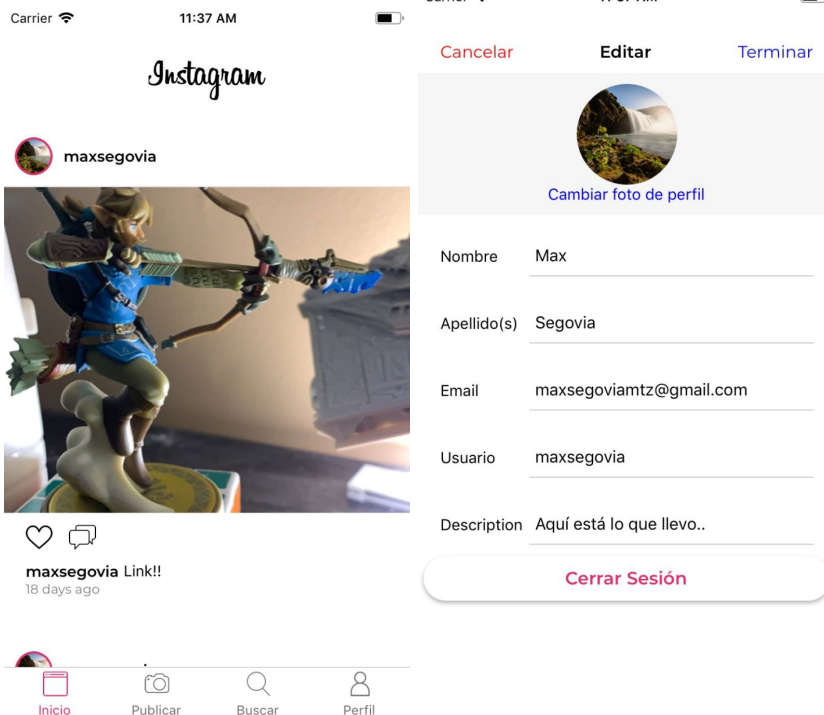 Carrier
11:37 AM
Instagram
maxsegovia
maxsegovia Link!!
18 days ago
Inicio
Publicar
Buscar
Perfil
Cancelar
Editar
Terminar
Cambiar foto de perfil
Nombre
Max
Apellido(s)
Segovia
Email
maxsegoviamtz@gmail.com
Usuario
maxsegovia
Description
Aquí está lo que llevo..
Cerrar Sesión